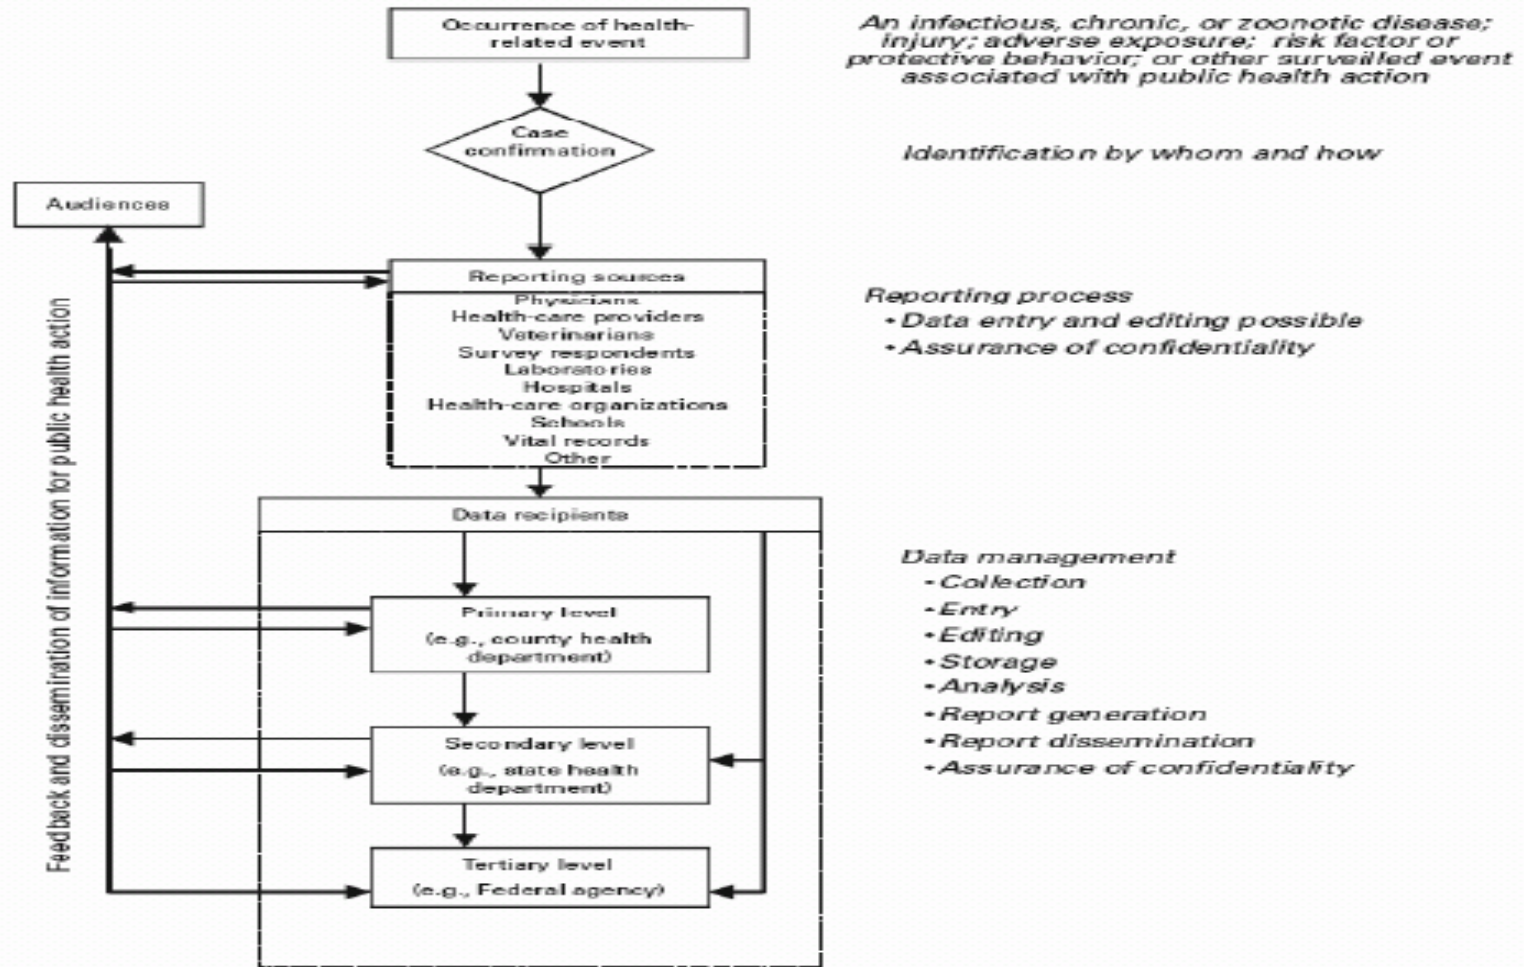 Occurrence of health-
related event
An infectious, chronic, or zoonotic disease;
injury; adverse exposure; risk factor or
protective behavior; or other surveilled event
associated with public health action
Case
confirmation
Identification by whom and how
Audiences
Feedback and dissemination of information for public health action
Reporting sources
Physicians
Health-care providers
Veterinarians
Survey respondents
Laboratories
Hospitals
Health-care organizations
Schools
Vital records
Other
Reporting process
•Data entry and editing possible
•Assurance of confidentiality
Data recipients
Primary level
(e.g., county health
department)
Secondary level
(e.g., state health
department)
Tertiary level
(e.g., Federal agency)
Data management
•Collection
•Entry
•Editing
•Storage
•Analysis
•Report generation
•Report dissemination
•Assurance of confidentiality